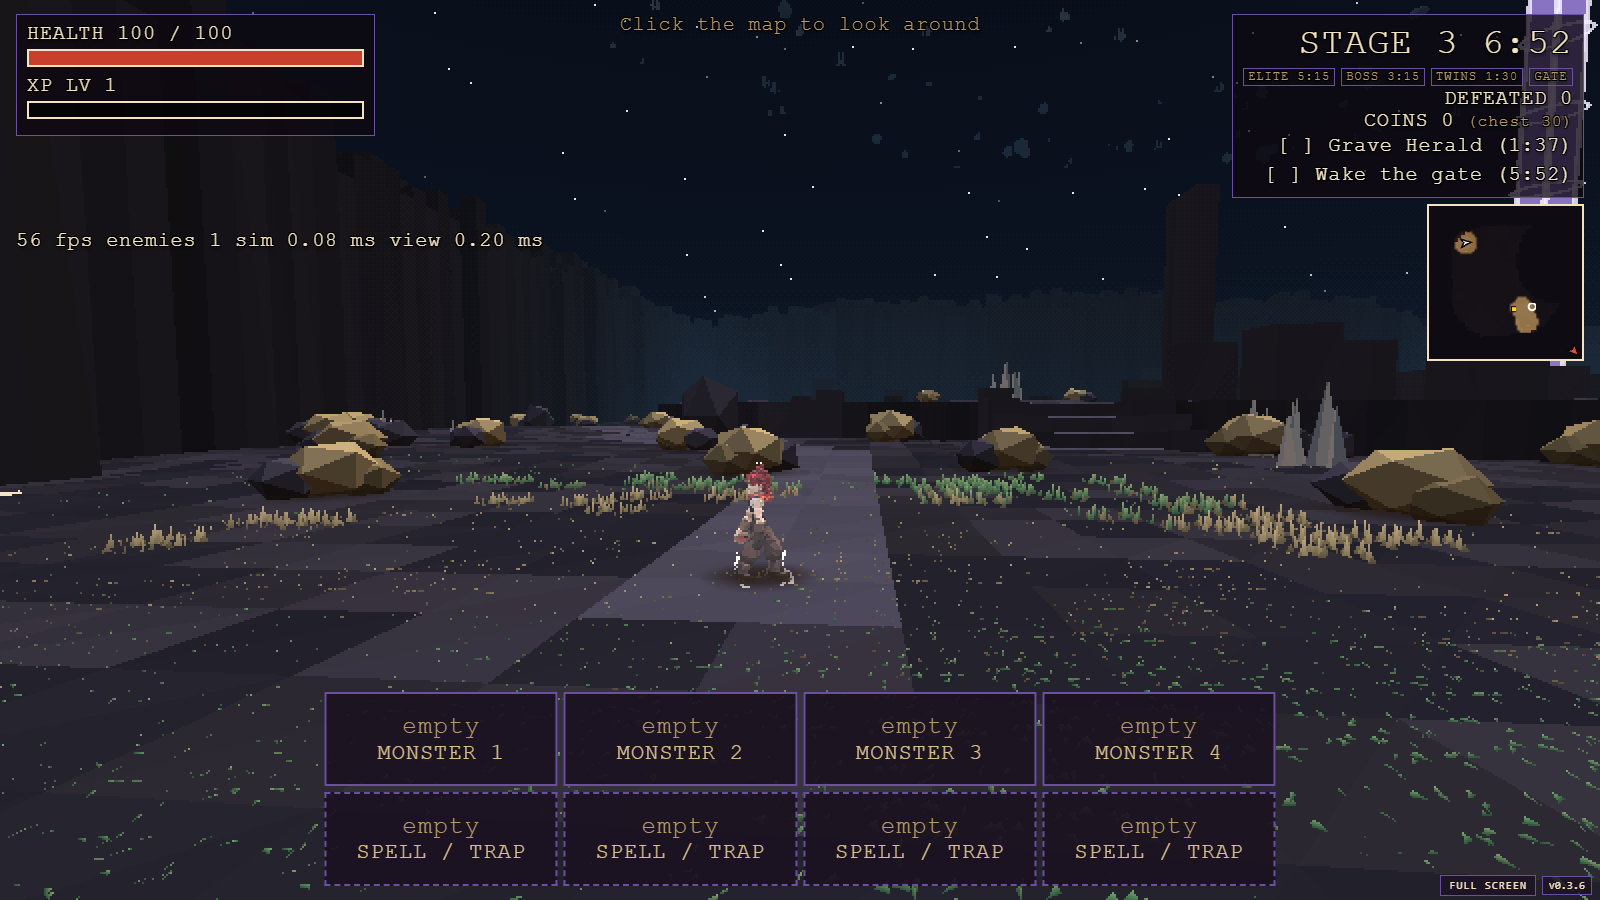 HEALTH 100 / 100
XP LV 1
Click the map to look around
STAGE 3 6:52
ELITE 5:15 BOSS 3:15 TWINS 1:30 GATE
DEFEATED 0
COINS 0 (chest 30)
[ ] Grave Herald (1:37)
[ ] Wake the gate (5:52)
56 fps enemies 1 sim 0.08 ms view 0.20 ms
empty empty empty empty
MONSTER 1 MONSTER 2 MONSTER 3 MONSTER 4
empty empty empty empty
SPELL / TRAP SPELL / TRAP SPELL / TRAP SPELL / TRAP
FULL SCREEN v0.3.6